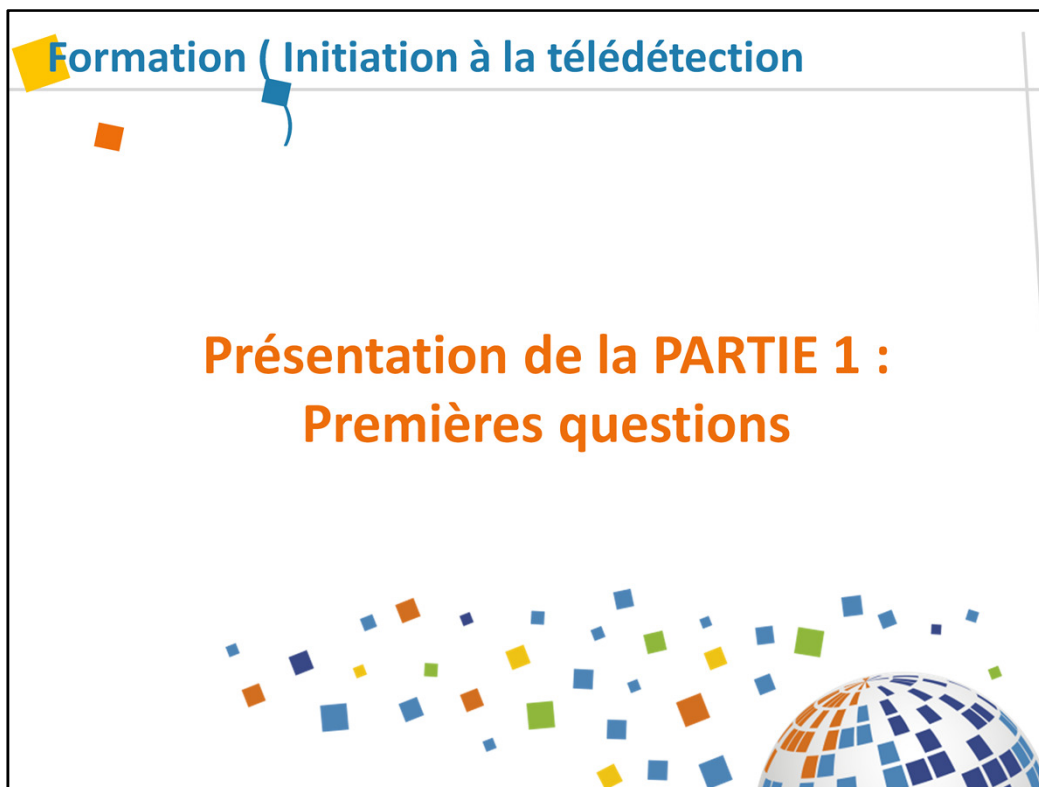 Formation ( Initiation à la télédétection
)
Présentation de la PARTIE 1 :
Premières questions